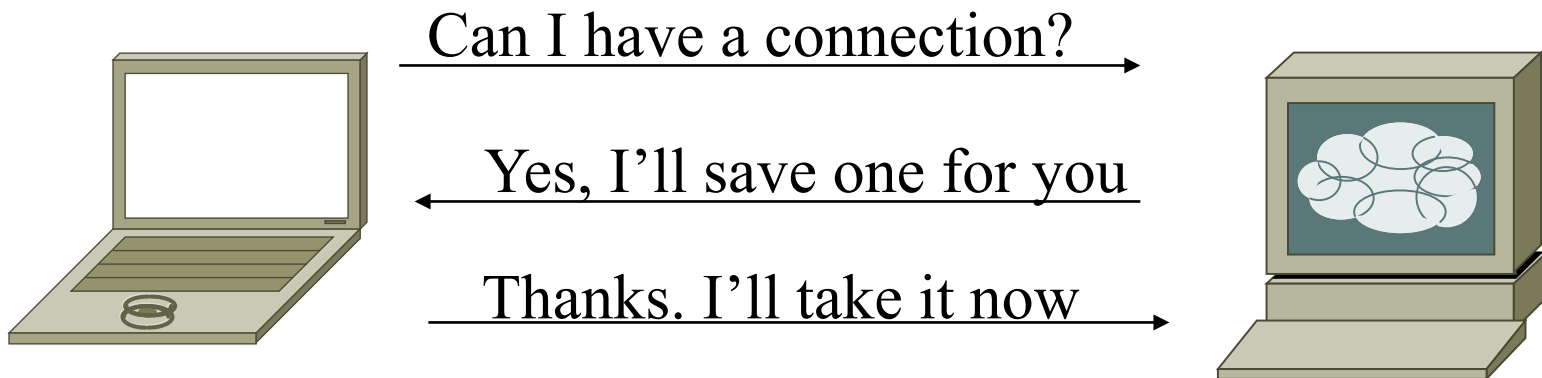 Can I have a connection?
Yes, I’ll save one for you
Thanks. I’ll take it now